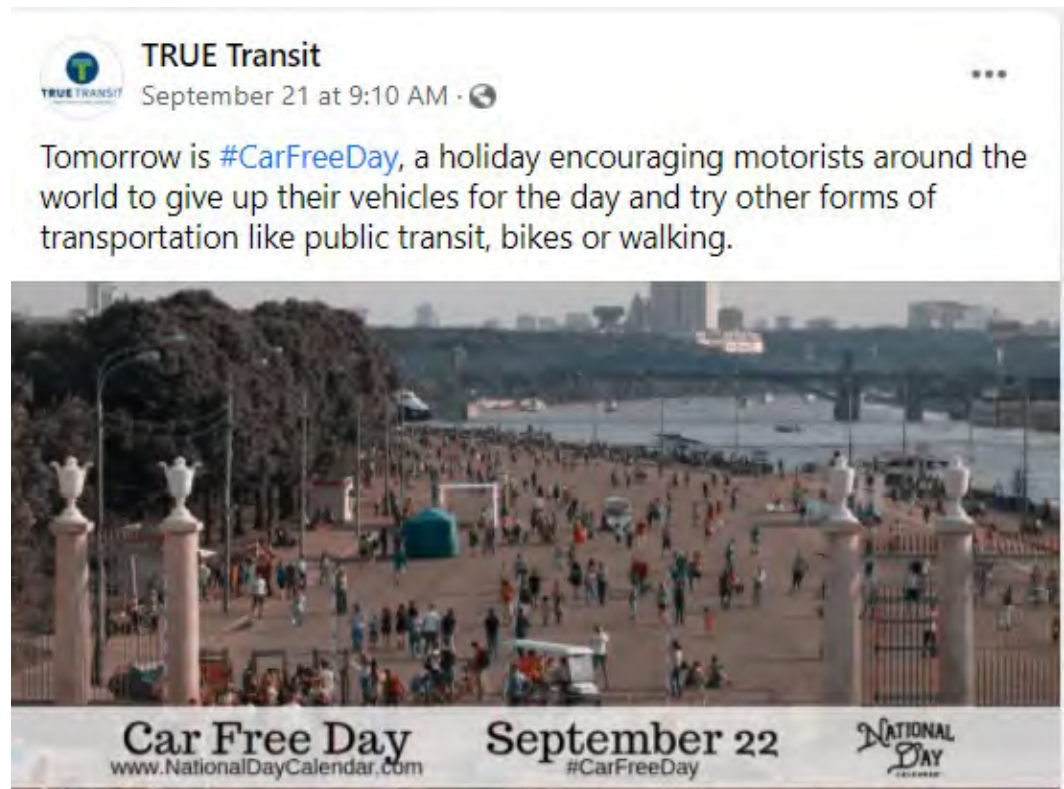 TRUE Transit
TRUE TRANSIT
September 21 at 9:10 AM ·
Tomorrow is #CarFreeDay, a holiday encouraging motorists around the
world to give up their vehicles for the day and try other forms of
transportation like public transit, bikes or walking.
Car Free Day
www.NationalDayCalendar.com
September 22
#CarFreeDay
NATIONAL
DAY
CALENDAR